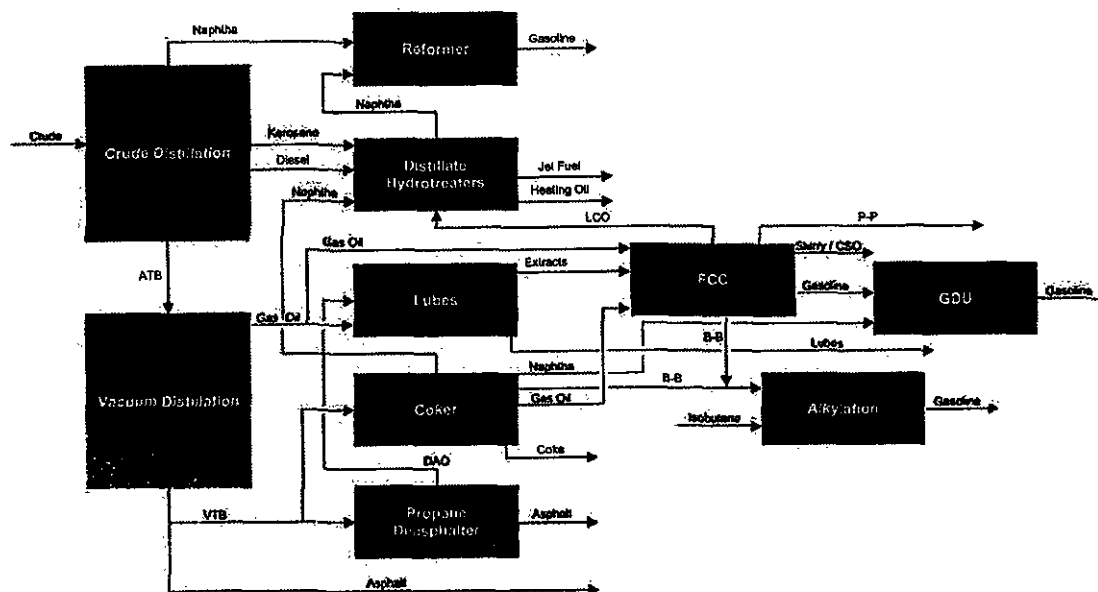 Naphtha
Reformer
Gasoline
Naphtha
Crude
Crude Distillation
Kerosene
Diesel
Naphtha
Distillate
Hydrotreaters
Jet Fuel
Heating Oil
LCO
P-P
Gas Oil
Extracts
FCC
Slurry / CSO
Gasoline
GDU
Gasoline
ATB
Lubes
Gas Oil
B-B
Lubes
Naphtha
Vacuum Distillation
Coker
B-B
Gas Oil
Isobutane
Alkylation
Gasoline
Coke
DAO
VTB
Propane
Deasphalter
Asphalt
Asphalt